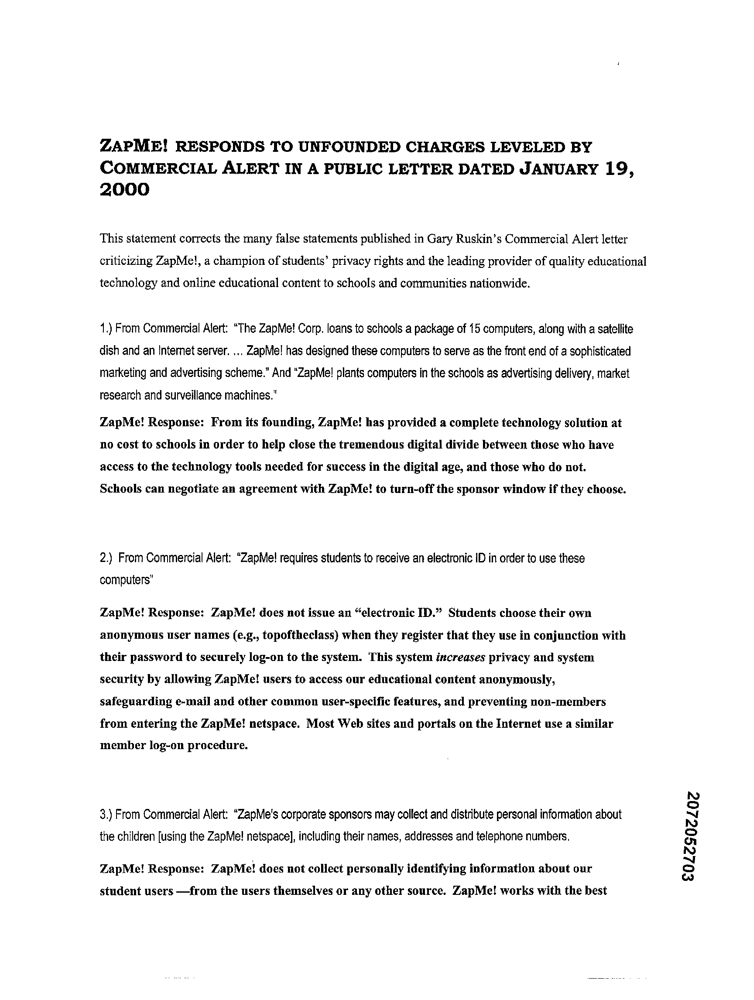 ZAPME! RESPONDS TO UNFOUNDED CHARGES LEVELED BY
COMMERCIAL ALERT IN A PUBLIC LETTER DATED JANUARY 19,
2000
This statement corrects the many false statements published in Gary Ruskin's Commercial Alert letter
criticizing ZapMe!, a champion of students' privacy rights and the leading provider of quality educational
technology and online educational content to schools and communities nationwide.
1.) From Commercial Alert: "The ZapMe! Corp. loans to schools a package of 15 computers, along with a satellite
dish and an Internet server. ... ZapMe! has designed these computers to serve as the front end of a sophisticated
marketing and advertising scheme." And "ZapMe! plants computers in the schools as advertising delivery, market
research and surveillance machines."
ZapMe! Response: From its founding, ZapMe! has provided a complete technology solution at
no cost to schools in order to help close the tremendous digital divide between those who have
access to the technology tools needed for success in the digital age, and those who do not.
Schools can negotiate an agreement with ZapMe! to turn-off the sponsor window if they choose.
2.) From Commercial Alert: "ZapMe! requires students to receive an electronic ID in order to use these
computers"
ZapMe! Response: ZapMe! does not issue an "electronic ID." Students choose their own
anonymous user names (e.g., topoftheclass) when they register that they use in conjunction with
their password to securely log-on to the system. This system increases privacy and system
security by allowing ZapMe! users to access our educational content anonymously,
safeguarding e-mail and other common user-specific features, and preventing non-members
from entering the ZapMe! netspace. Most Web sites and portals on the Internet use a similar
member log-on procedure.
3.) From Commercial Alert: "ZapMe's corporate sponsors may collect and distribute personal information about
the children [using the ZapMe! netspace], including their names, addresses and telephone numbers.
ZapMe! Response: ZapMe! does not collect personally identifying information about our
student users —from the users themselves or any other source. ZapMe! works with the best
2072052703